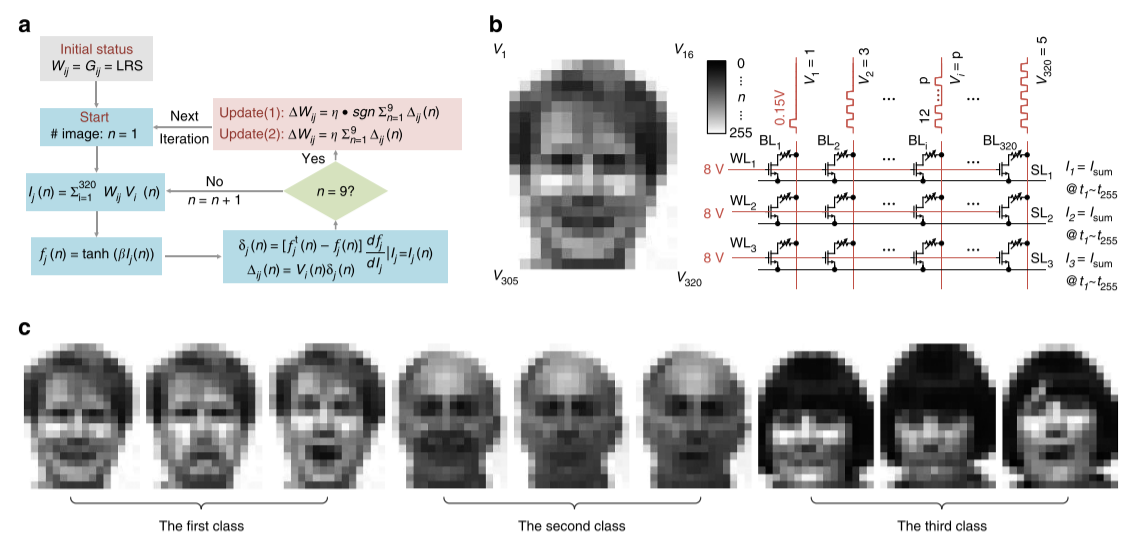 a
Initial status
W_ij = G_ij = LRS
Start
# image: n = 1
Next
Iteration
Update(1): ΔW_ij = η • sgn Σ_{n=1}^{9} Δ_ij(n)
Update(2): ΔW_ij = η Σ_{n=1}^{9} Δ_ij(n)
Yes
I_j(n) = Σ_{i=1}^{320} W_ij V_i (n)
No
n = n + 1
n = 9?
f_j(n) = tanh (βI_j(n))
δ_j(n) = [f_j^†(n) – f_j(n)] df_j/dI_j |I_j=I_j(n)
Δ_ij(n) = V_i(n)δ_j(n)
b
V_1
V_16
V_305
V_320
0
...
n
...
255
0.15V
V_1 = 1
V_2 = 3
12
p
V_i = p
V_320 = 5
...
...
BL_1
BL_2
...
BL_i
...
BL_320
8 V
WL_1
SL_1
I_1 = I_sum
@ t_1~t_255
8 V
WL_2
...
...
SL_2
I_2 = I_sum
@ t_1~t_255
8 V
WL_3
...
...
SL_3
I_3 = I_sum
@ t_1~t_255
c
The first class
The second class
The third class